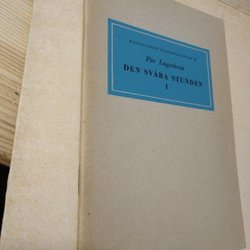 Pär Lagerkvist
DEN SVÅRA STUNDEN
I